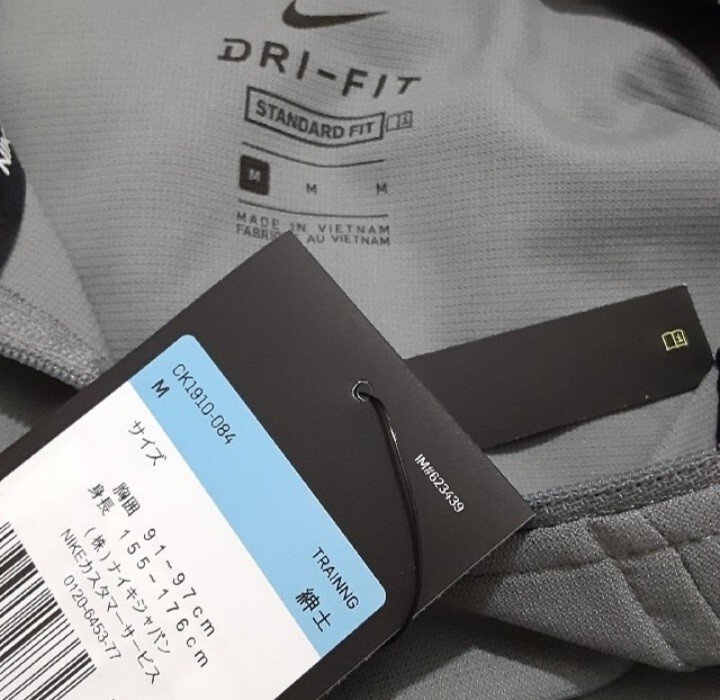 DRI-FIT
STANDARD FIT
M M M
MADE IN VIETNAM
AU VIETNAM
CK1910-084
M
サイズ
胸囲 91-97cm
身長 155-176cm
(株)ナイキジャパン
NIKEカスタマーサービス
0120-6453-77
TRAINNG
紳士
IM#623439